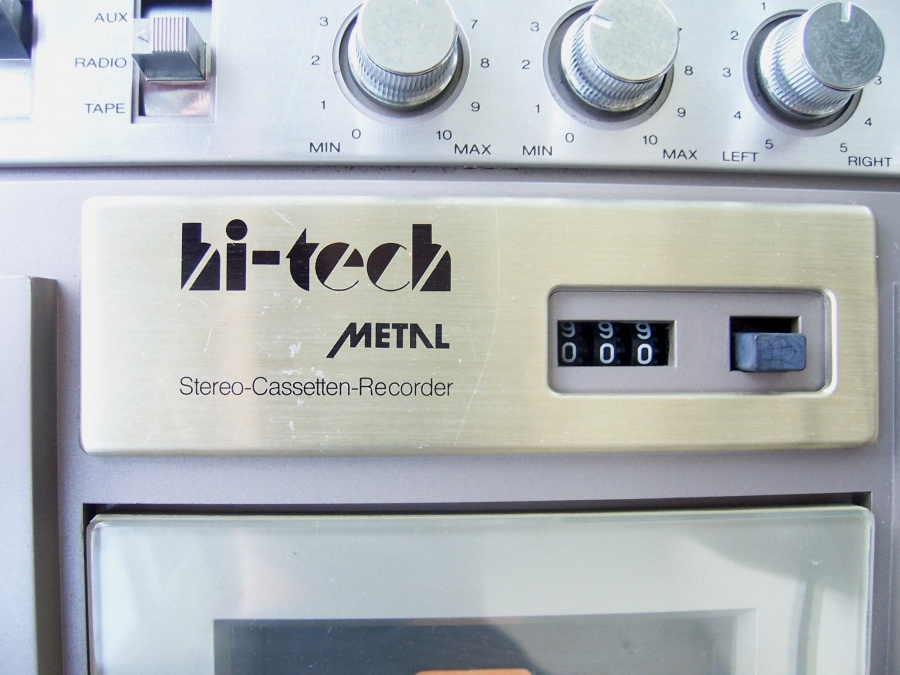 AUX
RADIO
TAPE
3 2 1 0 7 8 9 10
MIN MAX
3 2 1 0 8 9 10
MIN MAX
1 2 3 4 5 3 4 5
LEFT RIGHT
hi-tech
METAL
Stereo-Cassetten-Recorder
9 9 9
0 0 0